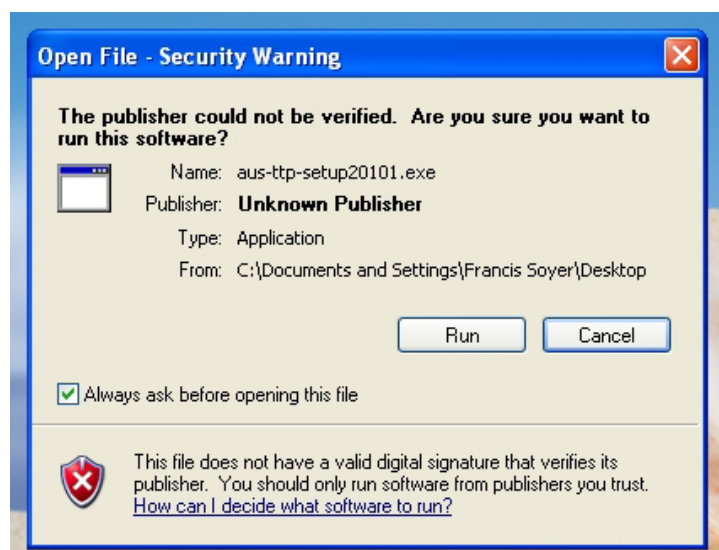 Open File - Security Warning
The publisher could not be verified.  Are you sure you want to
run this software?
Name: aus-ttp-setup20101.exe
Publisher: Unknown Publisher
Type: Application
From: C:\Documents and Settings\Francis Soyer\Desktop
Run Cancel
Always ask before opening this file
This file does not have a valid digital signature that verifies its
publisher.  You should only run software from publishers you trust.
How can I decide what software to run?